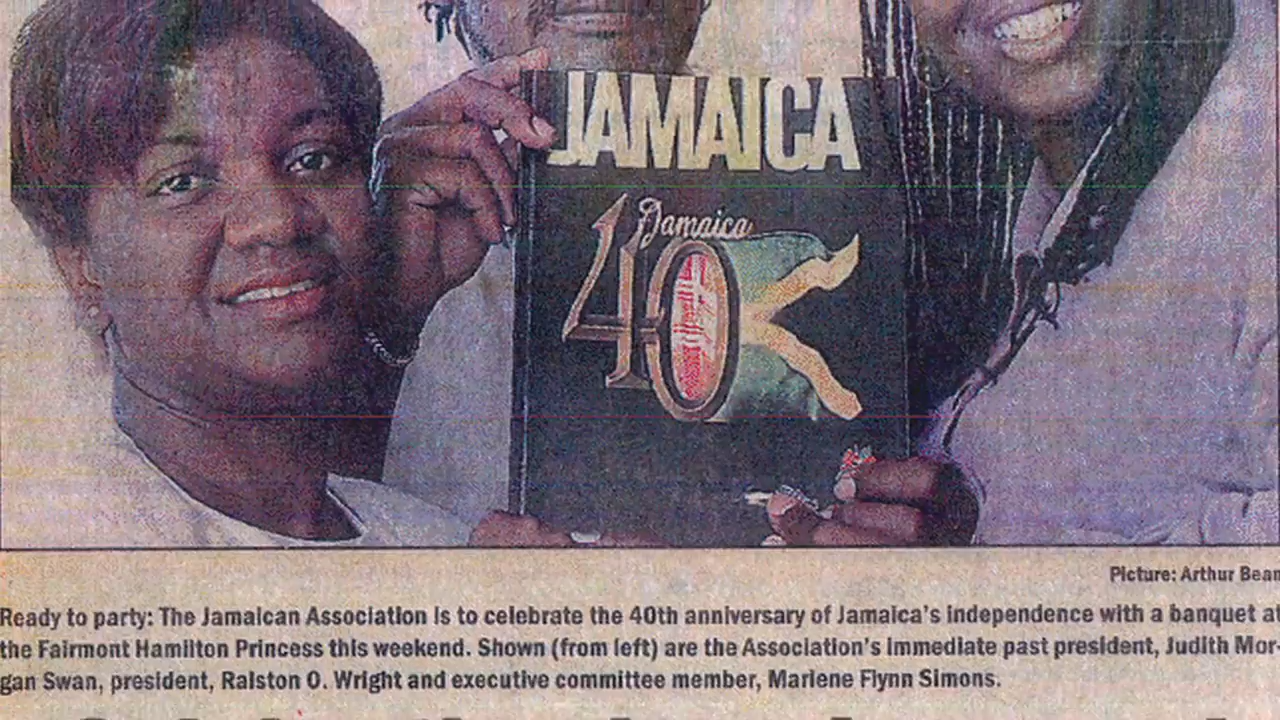 JAMAICA
Jamaica
40
Picture: Arthur Bean
Ready to party: The Jamaican Association is to celebrate the 40th anniversary of Jamaica's independence with a banquet at
the Fairmont Hamilton Princess this weekend. Shown (from left) are the Association's immediate past president, Judith Mor-
gan Swan, president, Ralston O. Wright and executive committee member, Marlene Flynn Simons.